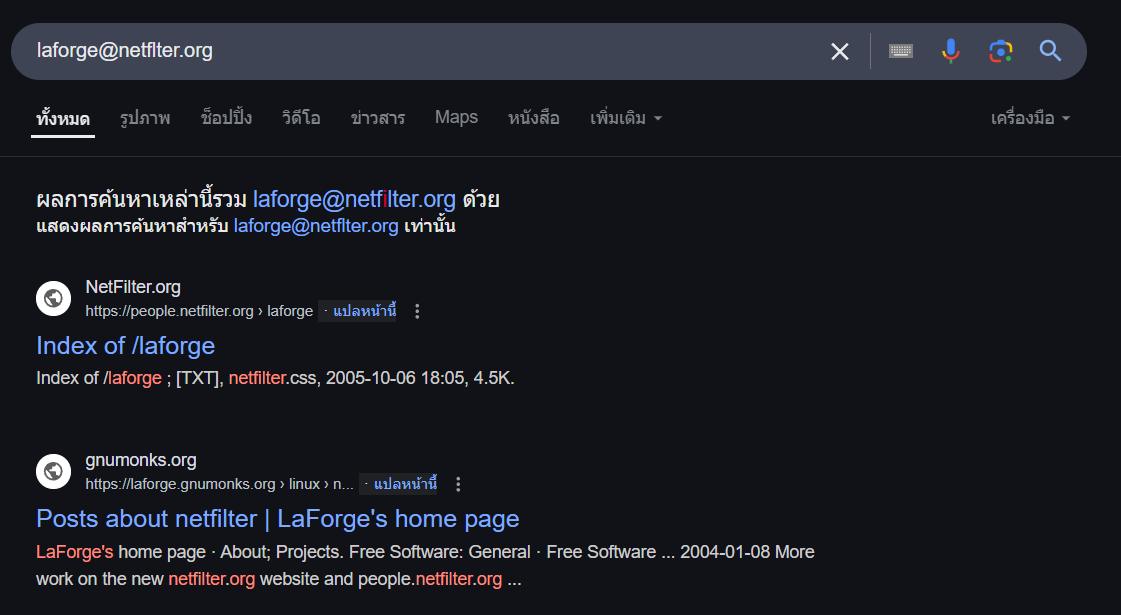 laforge@netflter.org
ทั้งหมด รูปภาพ ช็อปปิ้ง วิดีโอ ข่าวสาร Maps หนังสือ เพิ่มเติม เครื่องมือ
ผลการค้นหาเหล่านี้รวม laforge@netfilter.org ด้วย
แสดงผลการค้นหาสำหรับ laforge@netflter.org เท่านั้น
NetFilter.org
https://people.netfilter.org › laforge · แปลหน้านี้
Index of /laforge
Index of /laforge ; [TXT], netfilter.css, 2005-10-06 18:05, 4.5K.
gnumonks.org
https://laforge.gnumonks.org › linux › n... · แปลหน้านี้
Posts about netfilter | LaForge's home page
LaForge's home page · About; Projects. Free Software: General · Free Software ... 2004-01-08 More
work on the new netfilter.org website and people.netfilter.org ...